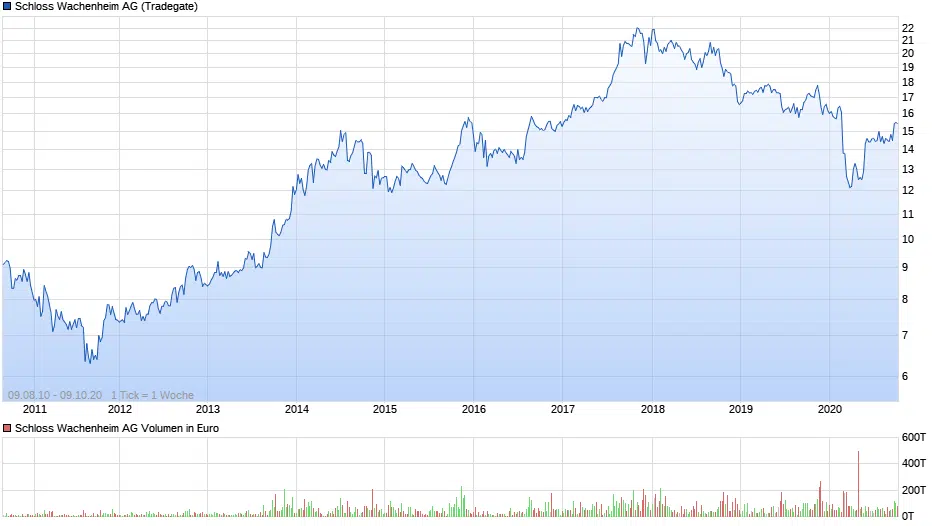 Schloss Wachenheim AG (Tradegate)
22
21
20
19
18
17
16
15
14
13
12
11
10
9
8
7
6
09.08.10 - 09.10.20 1 Tick = 1 Woche
2011 2012 2013 2014 2015 2016 2017 2018 2019 2020
Schloss Wachenheim AG Volumen in Euro
600T
400T
200T
0T